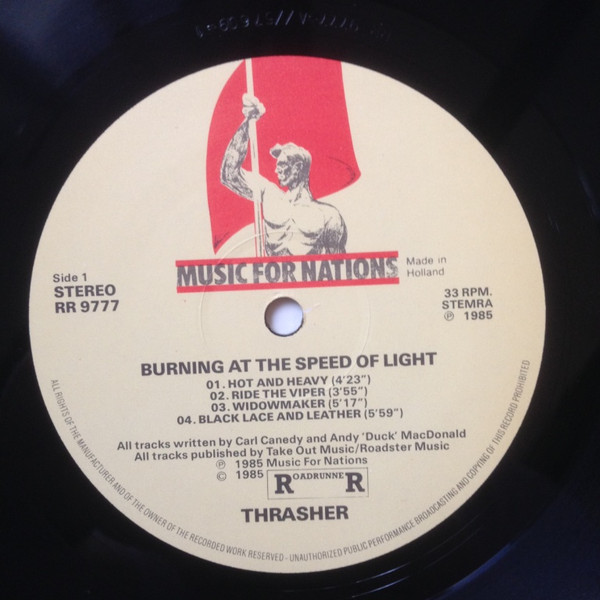 MUSIC FOR NATIONS
Made in
Holland
Side 1
STEREO
RR 9777
33 RPM.
STEMRA
℗ 1985
BURNING AT THE SPEED OF LIGHT
01. HOT AND HEAVY (4'23")
02. RIDE THE VIPER (3'55")
03. WIDOWMAKER (5'17")
04. BLACK LACE AND LEATHER (5'59")
All tracks written by Carl Canedy and Andy 'Duck' MacDonald
All tracks published by Take Out Music/Roadster Music
℗ 1985 Music For Nations
© 1985 ROADRUNNER
THRASHER
ALL RIGHTS OF THE MANUFACTURER AND OF THE OWNER OF THE RECORDED WORK RESERVED - UNAUTHORIZED PUBLIC PERFORMANCE BROADCASTING AND COPYING OF THIS RECORD PROHIBITED